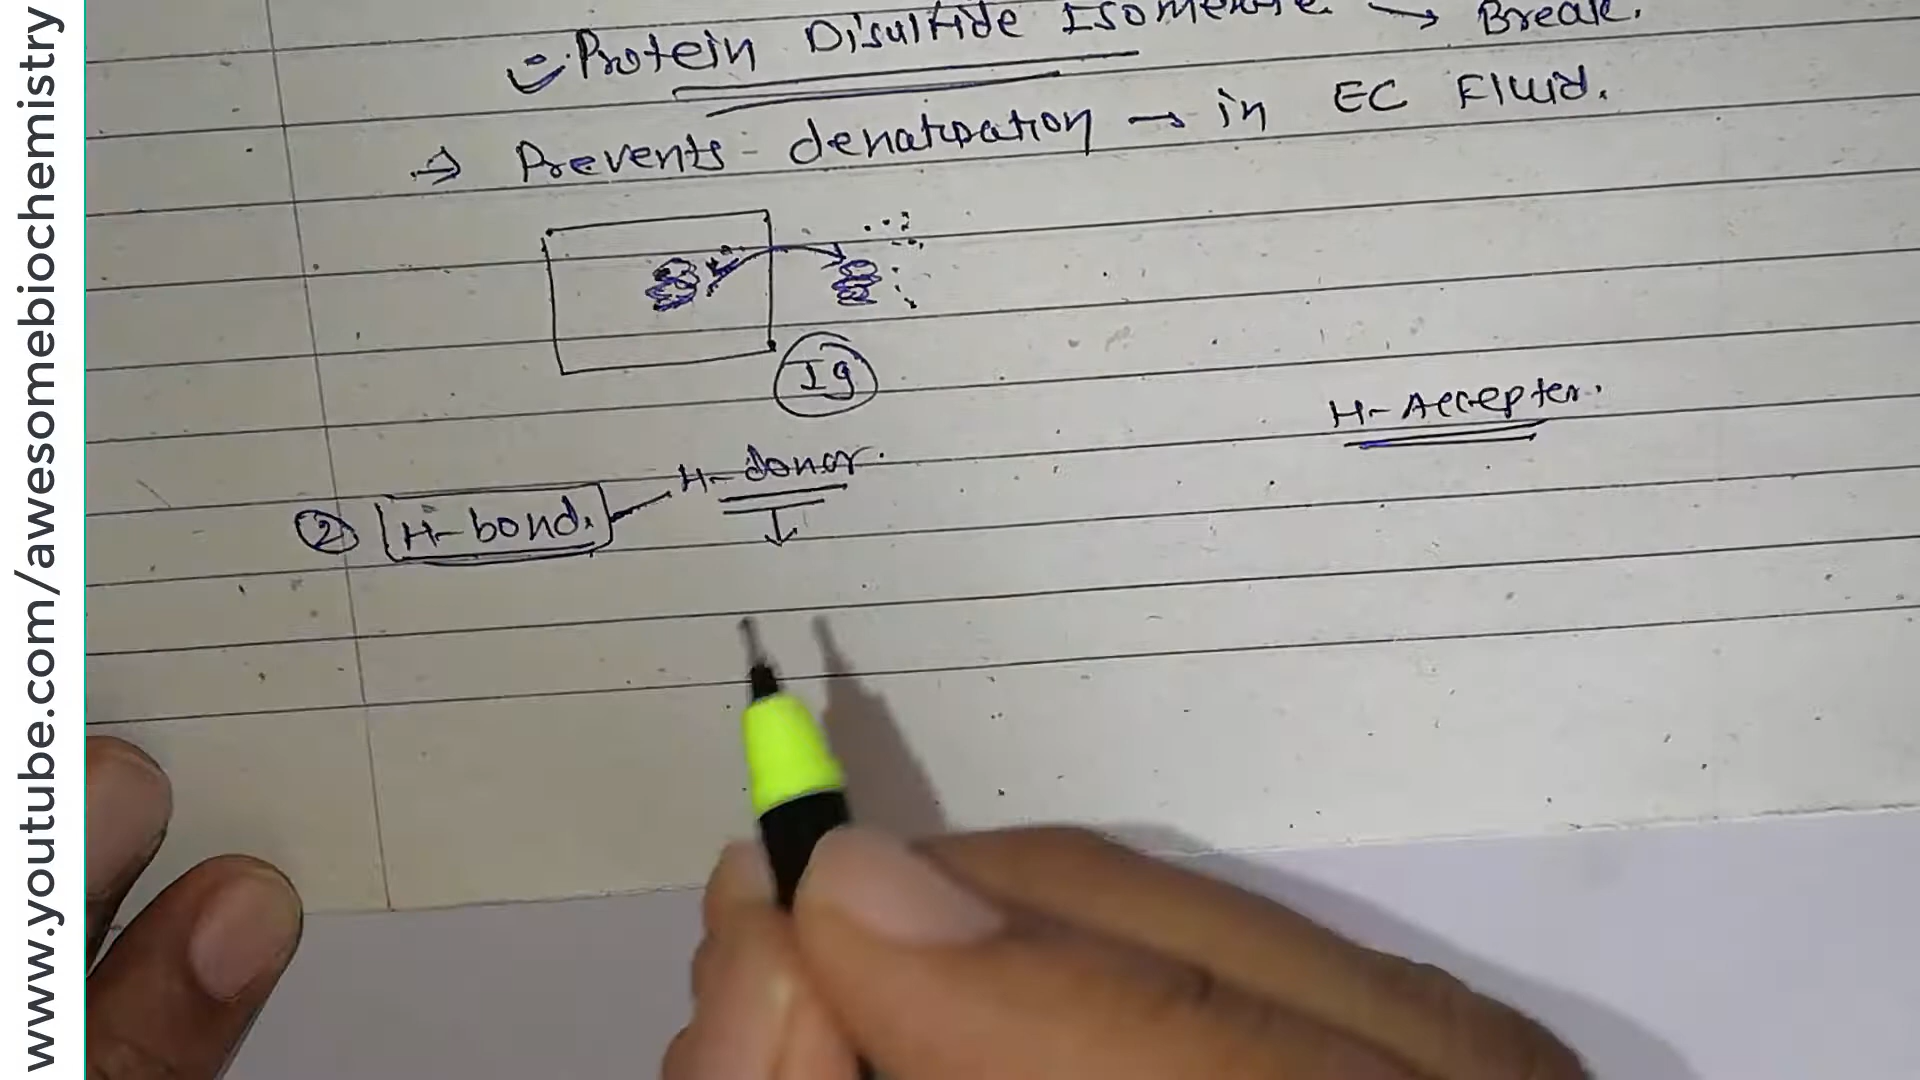 www.youtube.com/awesomebiochemistry
Protein Disulfide Isomerase. → Break.
→ Prevents denaturation → in EC Fluid.
Ig
H-Accepter.
② H-bond. H-donor.